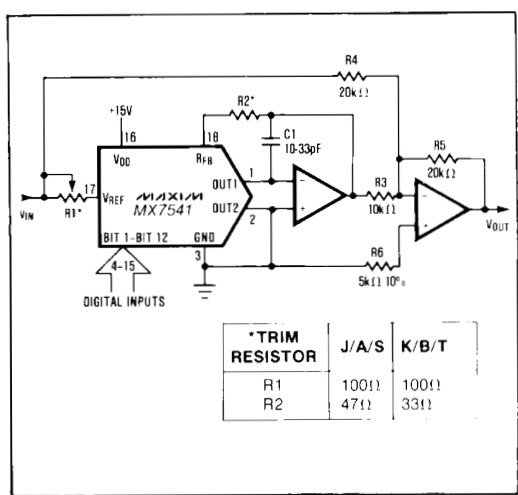 R4
20kΩ
+15V
R2*
16
18
C1
10-33pF
R5
20kΩ
VDD
RFB
1
OUT1
−
+
R3
10kΩ
−
+
VOUT
VIN
R1*
17
VREF
MAXIM
MX7541
OUT2
2
BIT 1–BIT 12
GND
3
4-15
R6
5kΩ 10%
DIGITAL INPUTS
*TRIM RESISTOR J/A/S K/B/T
R1 100Ω 100Ω
R2 47Ω 33Ω